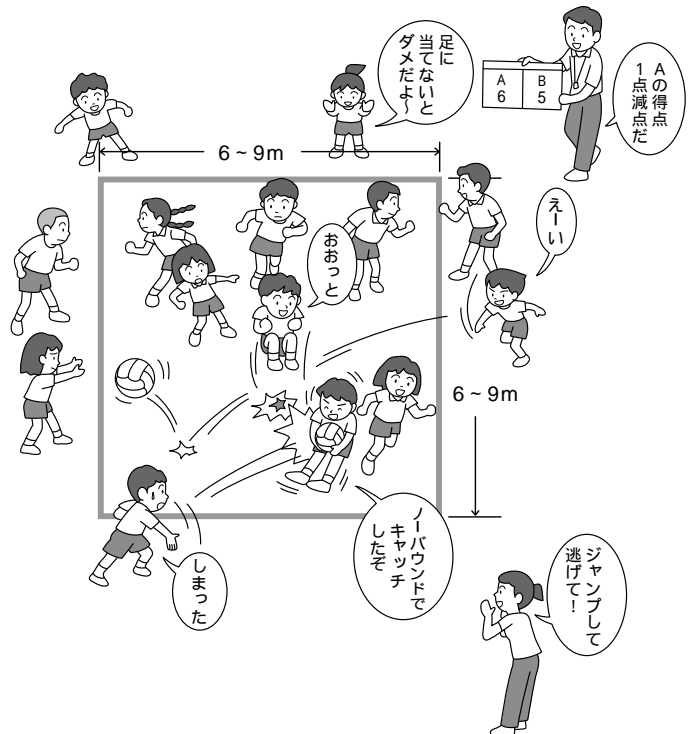 足に
当てないと
ダメだよ〜
A
6
B
5
Aの得点
1点減点だ
6~9m
えーい
おおっと
6~9m
ノーバウンドで
キャッチ
したぞ
しまった
ジャンプして
逃げて!